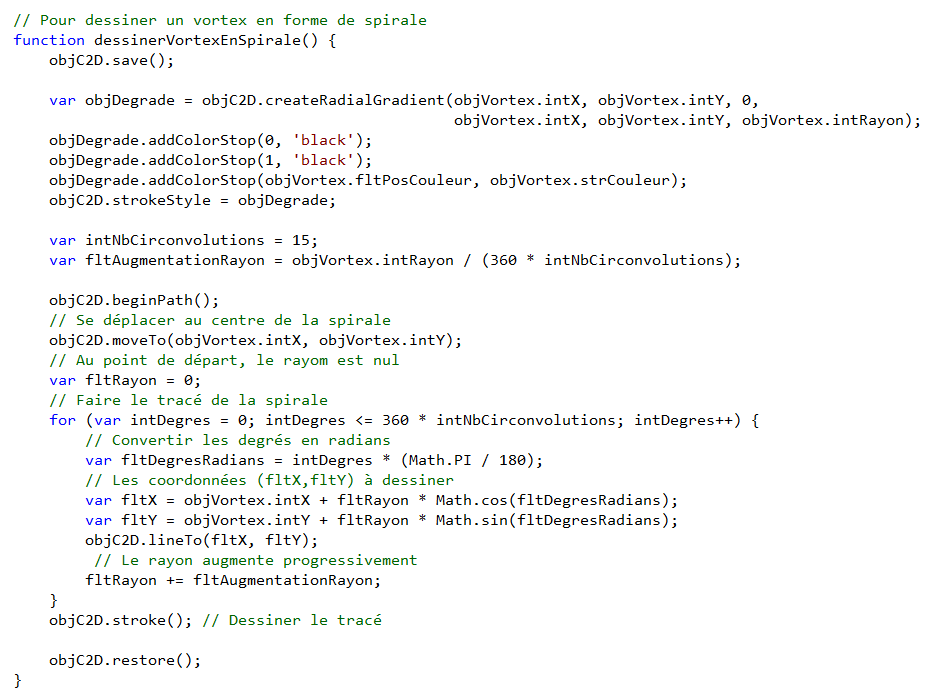 // Pour dessiner un vortex en forme de spirale
function dessinerVortexEnSpirale() {
    objC2D.save();

    var objDegrade = objC2D.createRadialGradient(objVortex.intX, objVortex.intY, 0,
                                                 objVortex.intX, objVortex.intY, objVortex.intRayon);
    objDegrade.addColorStop(0, 'black');
    objDegrade.addColorStop(1, 'black');
    objDegrade.addColorStop(objVortex.fltPosCouleur, objVortex.strCouleur);
    objC2D.strokeStyle = objDegrade;

    var intNbCirconvolutions = 15;
    var fltAugmentationRayon = objVortex.intRayon / (360 * intNbCirconvolutions);

    objC2D.beginPath();
    // Se déplacer au centre de la spirale
    objC2D.moveTo(objVortex.intX, objVortex.intY);
    // Au point de départ, le rayom est nul
    var fltRayon = 0;
    // Faire le tracé de la spirale
    for (var intDegres = 0; intDegres <= 360 * intNbCirconvolutions; intDegres++) {
        // Convertir les degrés en radians
        var fltDegresRadians = intDegres * (Math.PI / 180);
        // Les coordonnées (fltX,fltY) à dessiner
        var fltX = objVortex.intX + fltRayon * Math.cos(fltDegresRadians);
        var fltY = objVortex.intY + fltRayon * Math.sin(fltDegresRadians);
        objC2D.lineTo(fltX, fltY);
         // Le rayon augmente progressivement
        fltRayon += fltAugmentationRayon;
    }
    objC2D.stroke(); // Dessiner le tracé

    objC2D.restore();
}